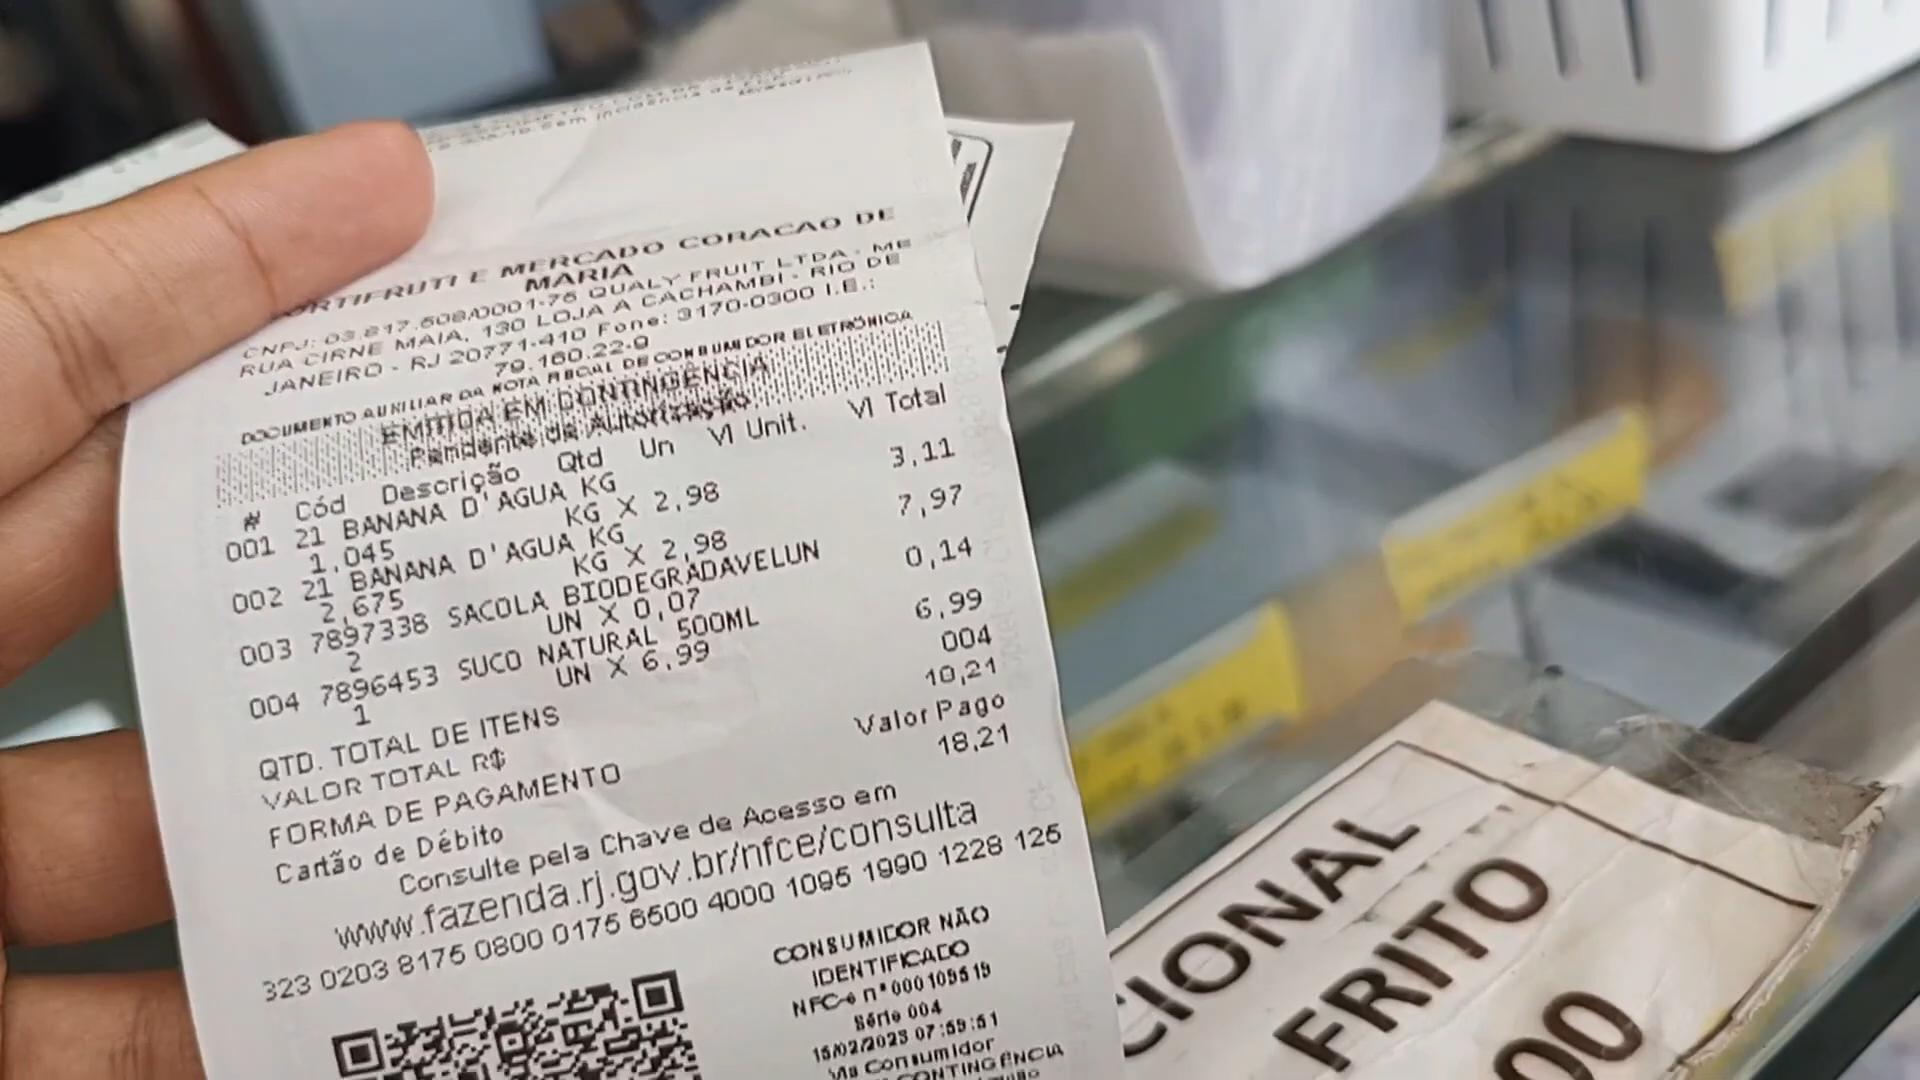 RTIFRUTI E MERCADO CORACAO DE
MARIA
CNPJ: 03.817.508/0001-75 QUALY FRUIT LTDA - ME
RUA CIRNE MAIA, 130 LOJA A CACHAMBI - RIO DE
JANEIRO - RJ 20771-410 Fone: 3170-0300 I.E.:
79.160.22-9
DOCUMENTO AUXILIAR DA NOTA FISCAL DE CONSUMIDOR ELETRÔNICA
EMITIDA EM CONTINGÊNCIA
Pendente de Autorização
# Cód Descrição Qtd Un Vl Unit. Vl Total
001 21 BANANA D'AGUA KG 3,11
1,045 KG X 2,98
002 21 BANANA D'AGUA KG 7,97
2,675 KG X 2,98
003 7897338 SACOLA BIODEGRADAVELUN 0,14
2 UN X 0,07
004 7896453 SUCO NATURAL 500ML 6,99
1 UN X 6,99
QTD. TOTAL DE ITENS 004
VALOR TOTAL R$ 10,21
FORMA DE PAGAMENTO Valor Pago
Cartão de Débito 18,21
Consulte pela Chave de Acesso em
www.fazenda.rj.gov.br/nfce/consulta
323 0203 8175 0800 0175 6500 4000 1095 1990 1228 125
CONSUMIDOR NÃO
IDENTIFICADO
NFC-e nº 000109519
Série 004
15/02/2023 07:59:51
Via Consumidor
CONTINGÊNCIA
CIONAL
FRITO
00